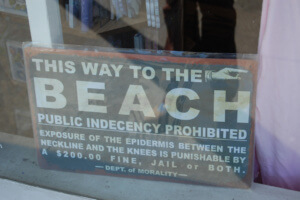 THIS WAY TO THE
BEACH
PUBLIC INDECENCY PROHIBITED
EXPOSURE OF THE EPIDERMIS BETWEEN THE
NECKLINE AND THE KNEES IS PUNISHABLE BY
A $200.00 FINE, JAIL or BOTH.
— DEPT. of MORALITY —